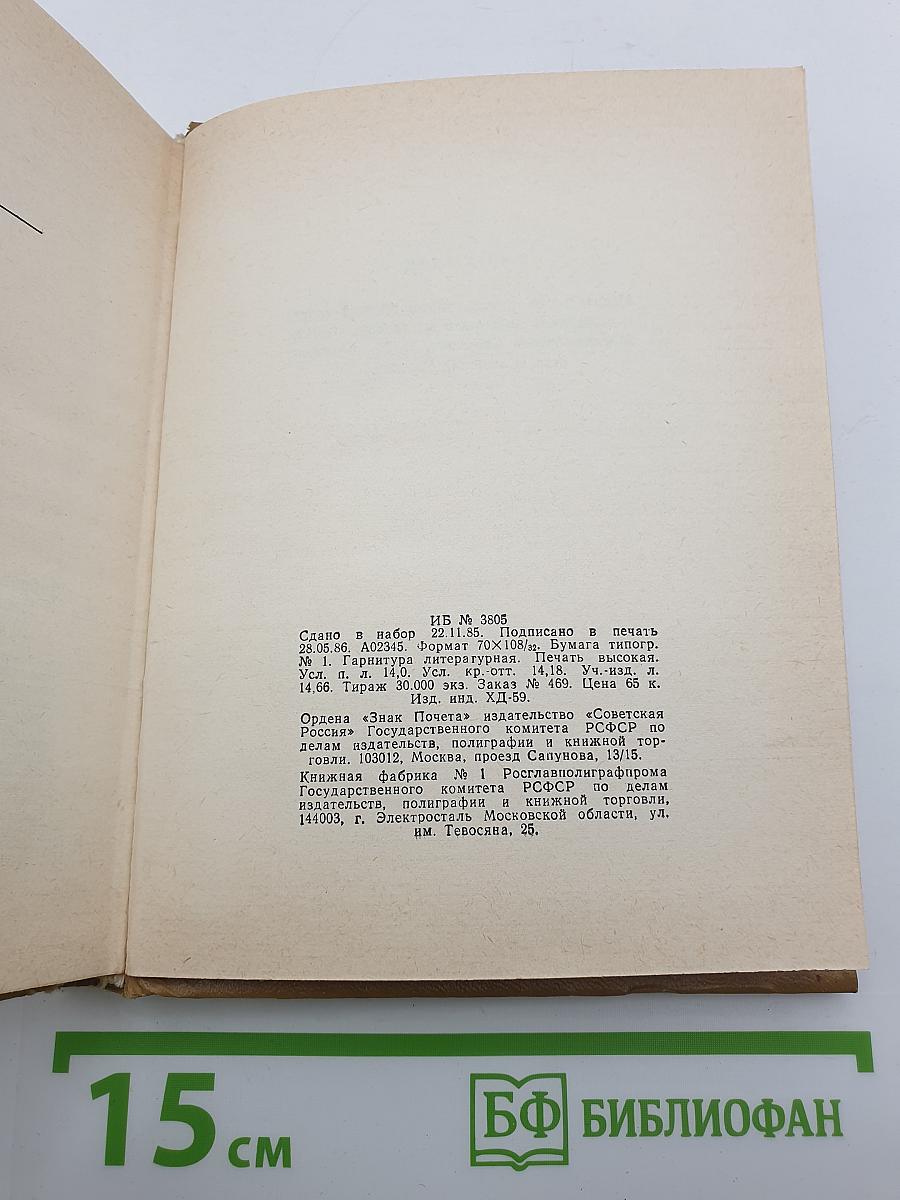 ИБ № 3805
Сдано в набор 22.11.85. Подписано в печать
28.05.86. А02345. Формат 70×108/32. Бумага типогр.
№ 1. Гарнитура литературная. Печать высокая.
Усл. п. л. 14,0. Усл. кр.-отт. 14,18. Уч.-изд. л.
14,66. Тираж 30.000 экз. Заказ № 469. Цена 65 к.
Изд. инд. ХД-59.
Ордена «Знак Почета» издательство «Советская
Россия» Государственного комитета РСФСР по
делам издательств, полиграфии и книжной тор-
говли. 103012, Москва, проезд Сапунова, 13/15.
Книжная фабрика № 1 Росглавполиграфпрома
Государственного комитета РСФСР по делам
издательств, полиграфии и книжной торговли,
144003, г. Электросталь Московской области, ул.
им. Тевосяна, 25.
15 см
БФ БИБЛИОФАН